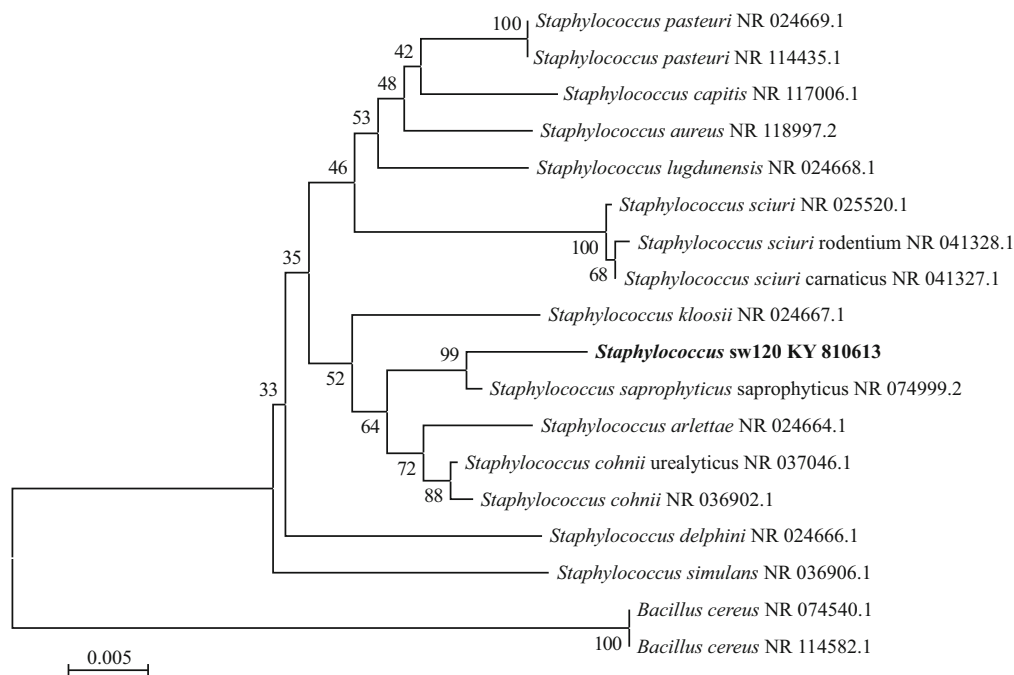 100 Staphylococcus pasteuri NR 024669.1
Staphylococcus pasteuri NR 114435.1
42
Staphylococcus capitis NR 117006.1
48
Staphylococcus aureus NR 118997.2
53
Staphylococcus lugdunensis NR 024668.1
46
Staphylococcus sciuri NR 025520.1
100
Staphylococcus sciuri rodentium NR 041328.1
68
Staphylococcus sciuri carnaticus NR 041327.1
35
Staphylococcus kloosii NR 024667.1
99
Staphylococcus sw120 KY 810613
52
Staphylococcus saprophyticus saprophyticus NR 074999.2
33
64
Staphylococcus arlettae NR 024664.1
72
Staphylococcus cohnii urealyticus NR 037046.1
88
Staphylococcus cohnii NR 036902.1
Staphylococcus delphini NR 024666.1
Staphylococcus simulans NR 036906.1
Bacillus cereus NR 074540.1
100
Bacillus cereus NR 114582.1
0.005